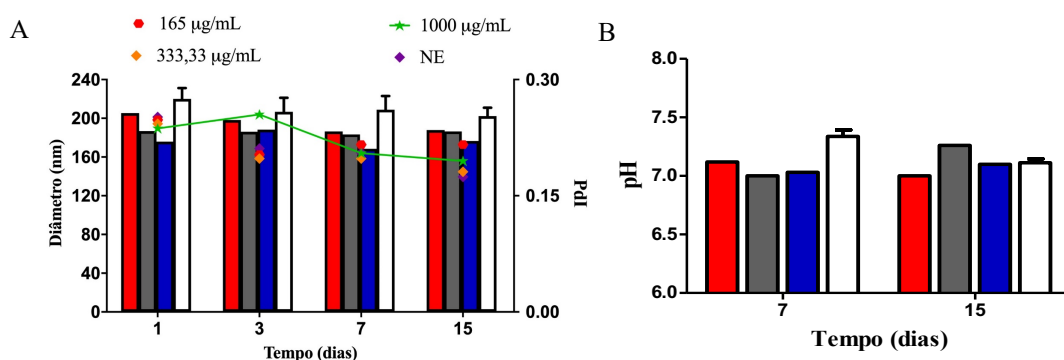 A
165 µg/mL
1000 µg/mL
333,33 µg/mL
NE
240
200
160
120
80
40
0
Diâmetro (nm)
0.30
0.15
0.00
PdI
1 3 7 15
Tempo (dias)
B
8.0
7.5
7.0
6.5
6.0
pH
7 15
Tempo (dias)